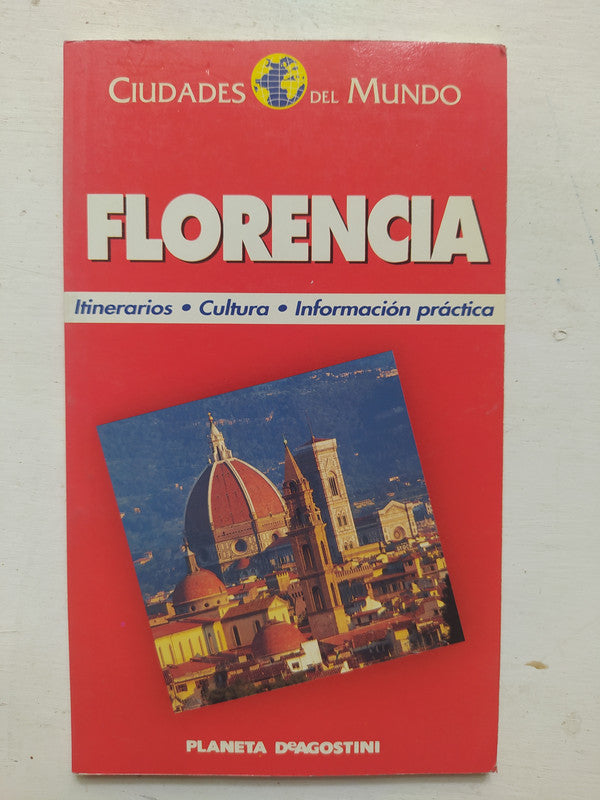 CIUDADES DEL MUNDO
FLORENCIA
Itinerarios • Cultura • Información práctica
PLANETA DeAGOSTINI